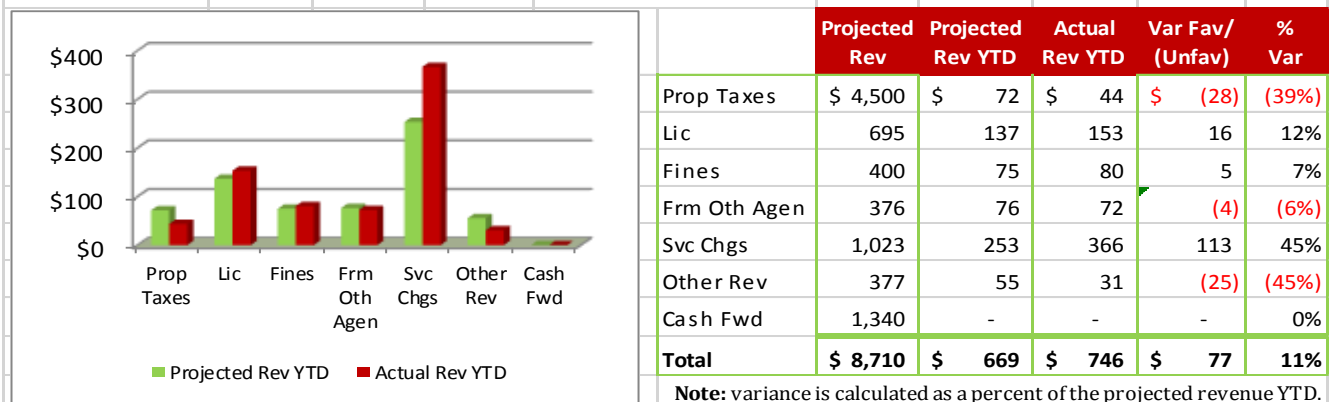 $400
$300
$200
$100
$0
Prop Taxes
Lic
Fines
Frm Oth Agen
Svc Chgs
Other Rev
Cash Fwd
Projected Rev YTD Actual Rev YTD
Projected Rev Projected Rev YTD Actual Rev YTD Var Fav/ (Unfav) % Var
Prop Taxes $ 4,500 $ 72 $ 44 $ (28) (39%)
Lic 695 137 153 16 12%
Fines 400 75 80 5 7%
Frm Oth Agen 376 76 72 (4) (6%)
Svc Chgs 1,023 253 366 113 45%
Other Rev 377 55 31 (25) (45%)
Cash Fwd 1,340 - - - 0%
Total $ 8,710 $ 669 $ 746 $ 77 11%
Note: variance is calculated as a percent of the projected revenue YTD.